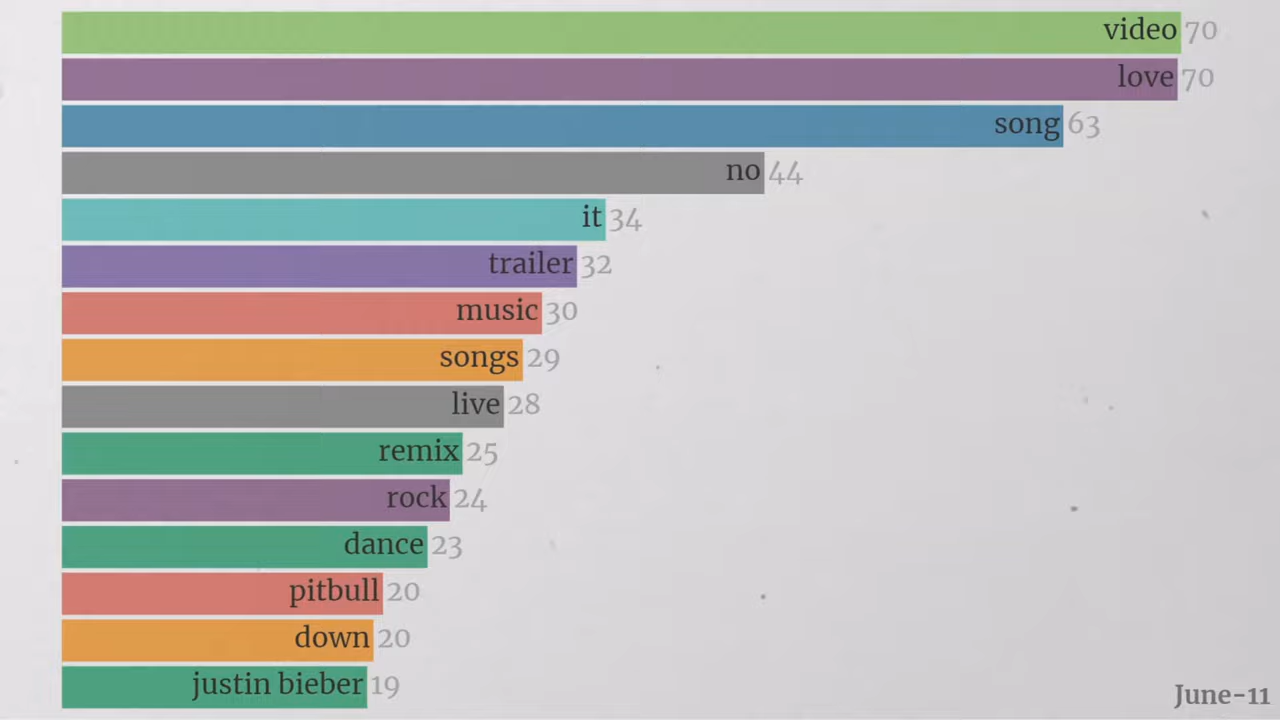 video 70
love 70
song 63
no 44
it 34
trailer 32
music 30
songs 29
live 28
remix 25
rock 24
dance 23
pitbull 20
down 20
justin bieber 19
June-11